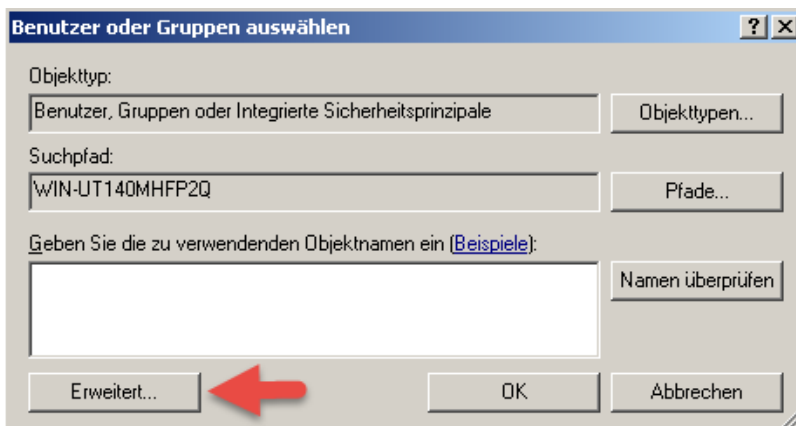 Benutzer oder Gruppen auswählen
Objekttyp:
Benutzer, Gruppen oder Integrierte Sicherheitsprinzipale
Objekttypen...
Suchpfad:
WIN-UT140MHFP2Q
Pfade...
Geben Sie die zu verwendenden Objektnamen ein (Beispiele):
Namen überprüfen
Erweitert...
OK
Abbrechen